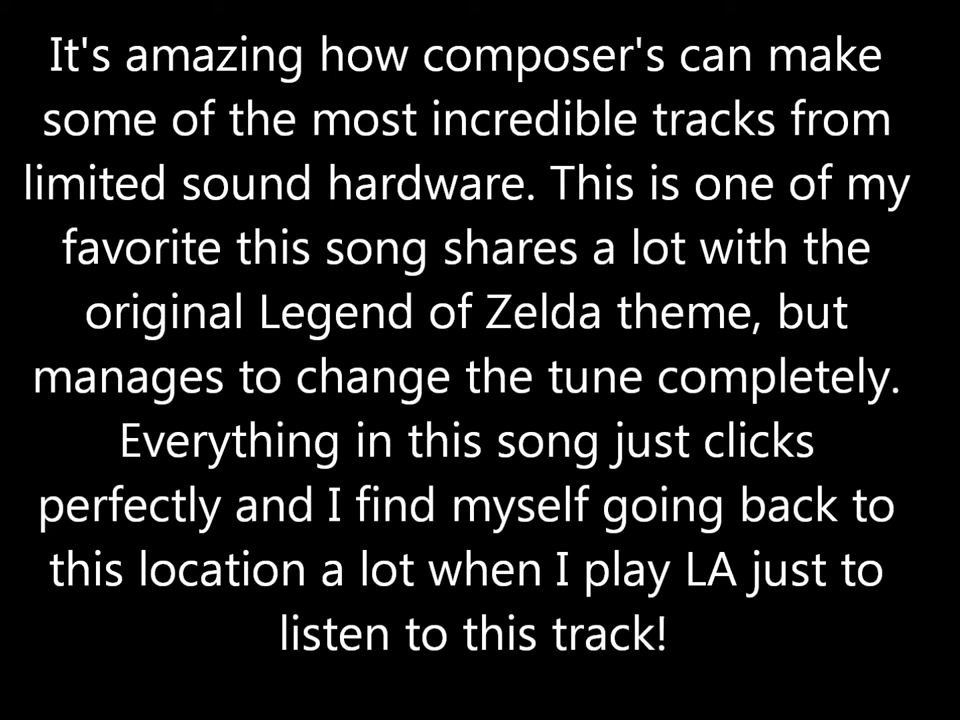 It's amazing how composer's can make
some of the most incredible tracks from
limited sound hardware. This is one of my
favorite this song shares a lot with the
original Legend of Zelda theme, but
manages to change the tune completely.
Everything in this song just clicks
perfectly and I find myself going back to
this location a lot when I play LA just to
listen to this track!